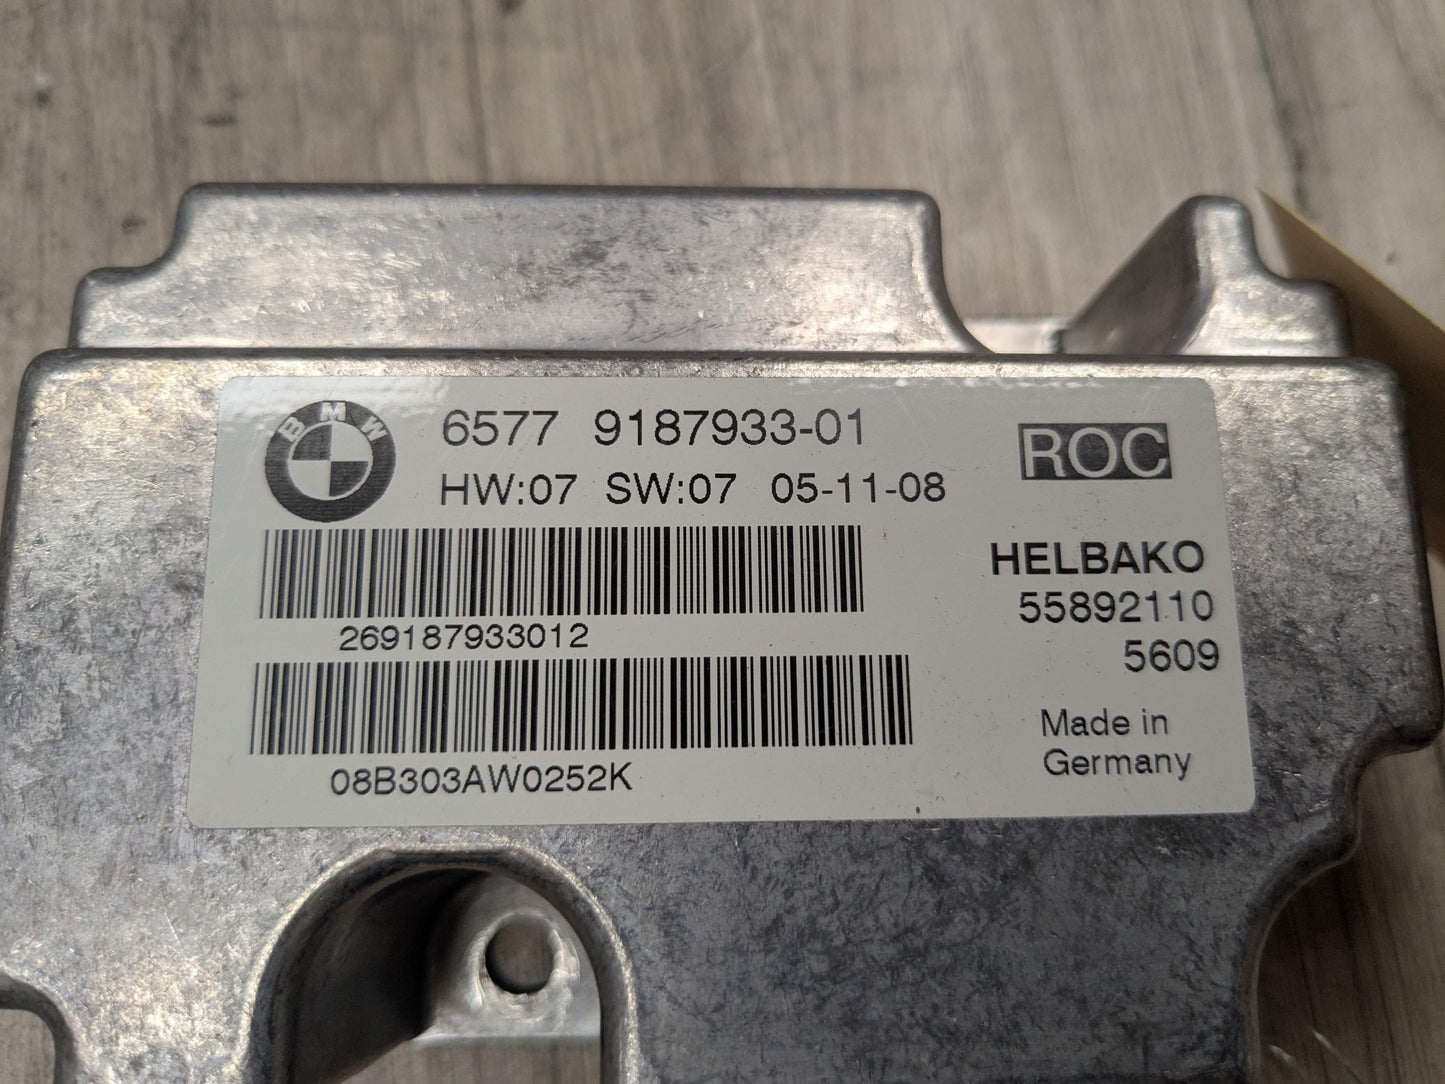 BMW
6577 9187933-01
HW:07 SW:07 05-11-08
ROC
269187933012
08B303AW0252K
HELBAKO
55892110
5609
Made in
Germany